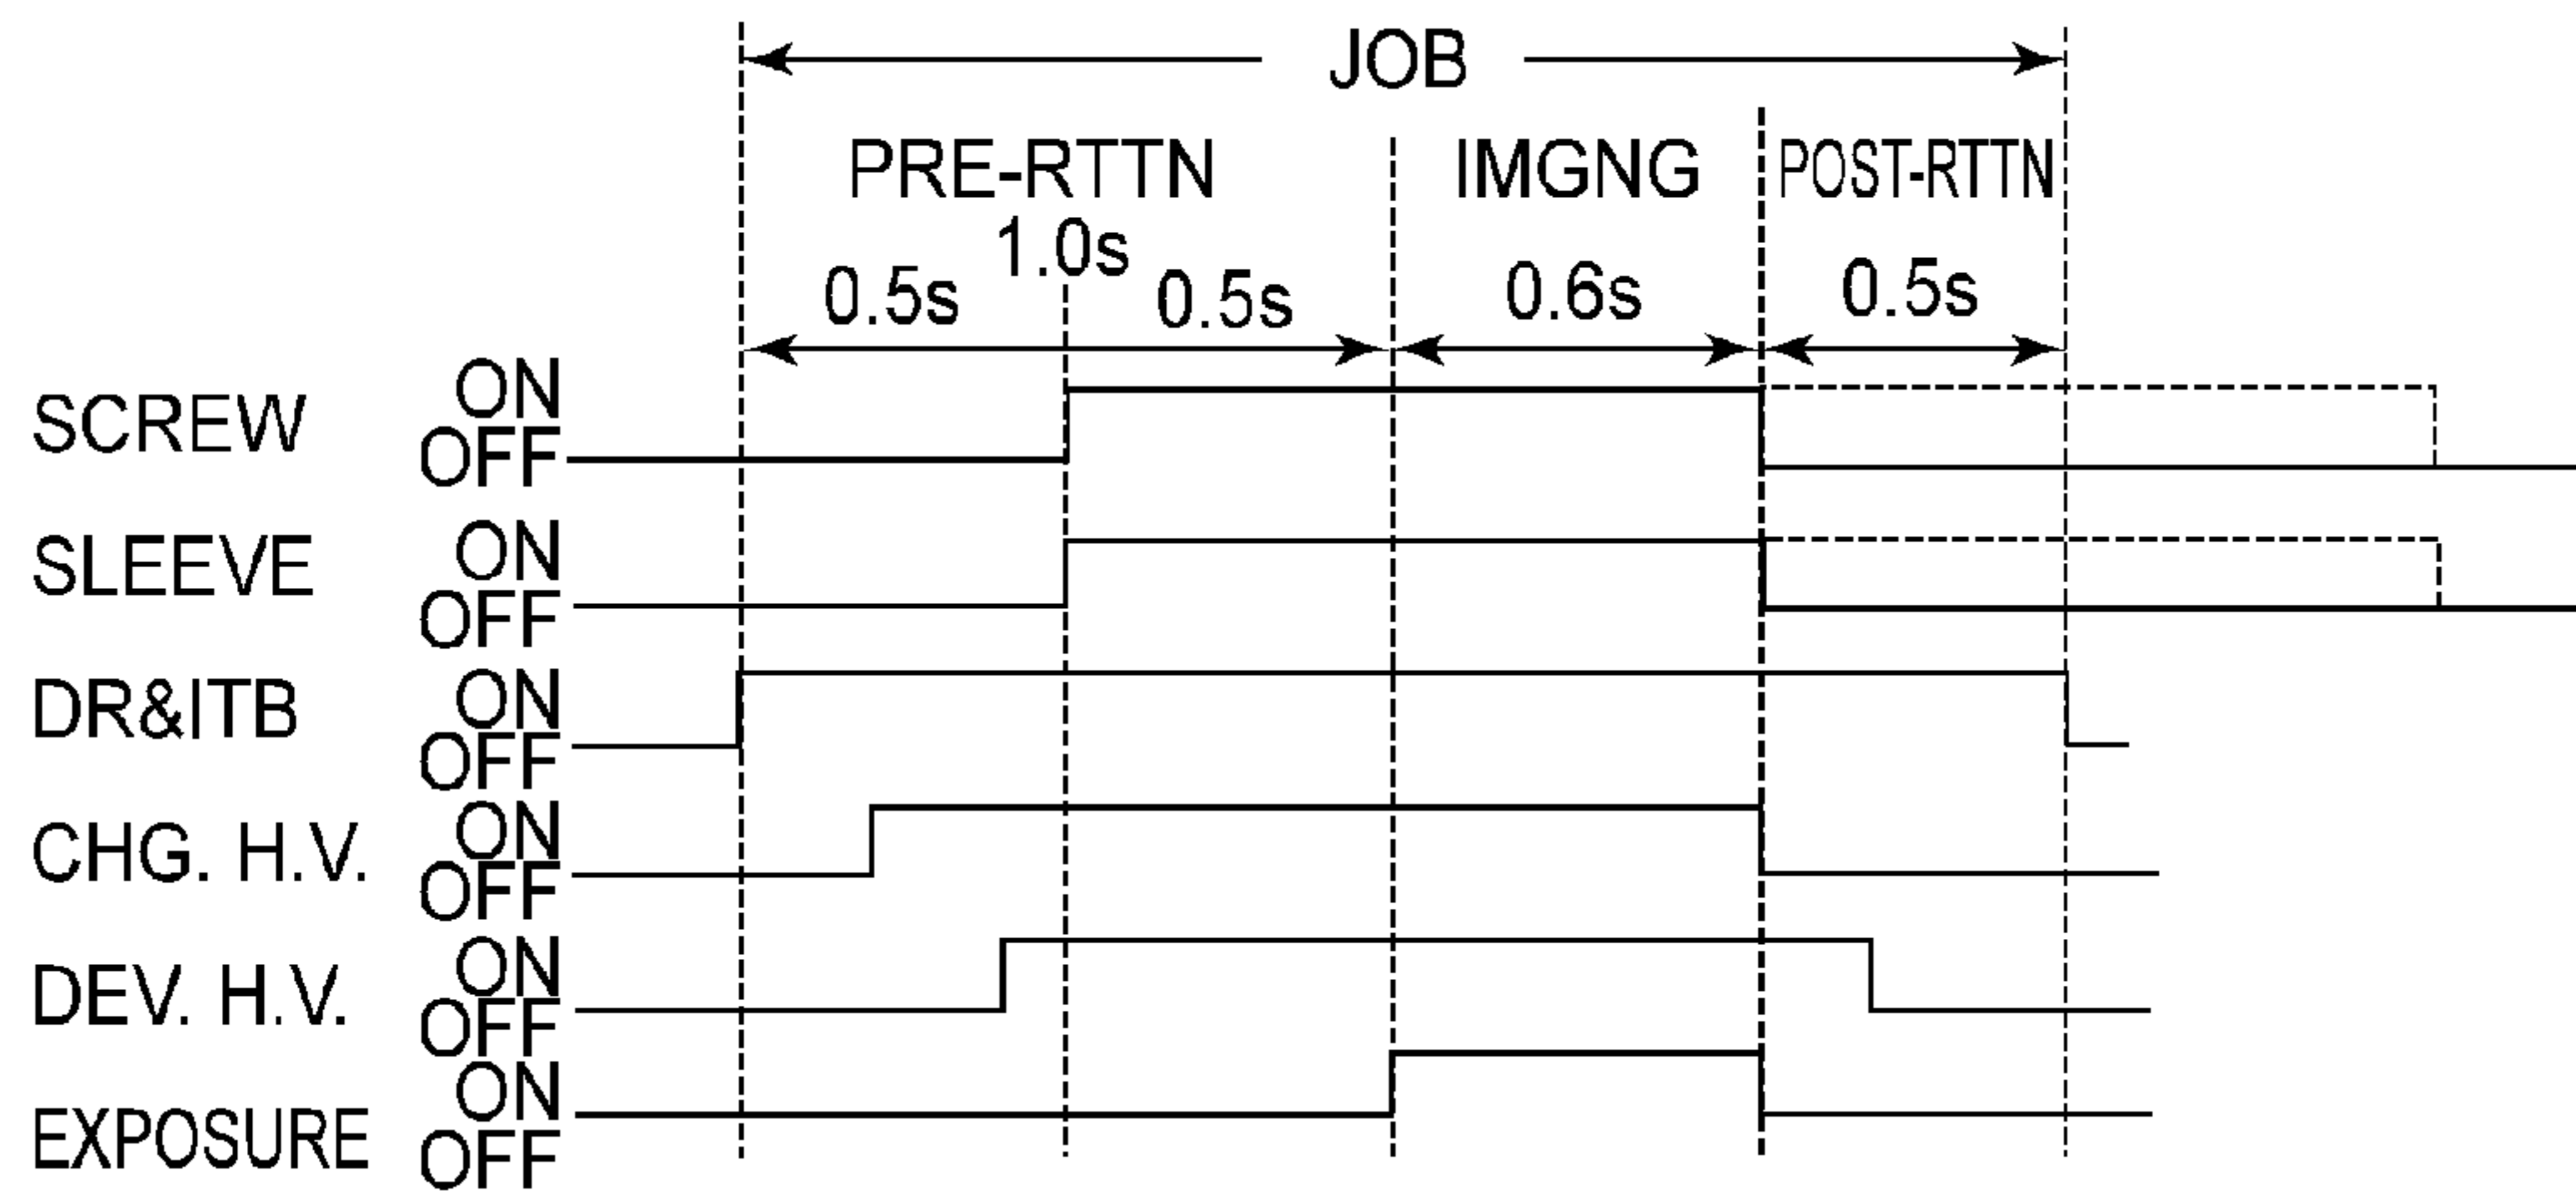 JOB
PRE-RTTN IMGNG POST-RTTN
1.0s
0.5s 0.5s 0.6s 0.5s
SCREW ON
OFF
SLEEVE ON
OFF
DR&ITB ON
OFF
CHG. H.V. ON
OFF
DEV. H.V. ON
OFF
EXPOSURE ON
OFF